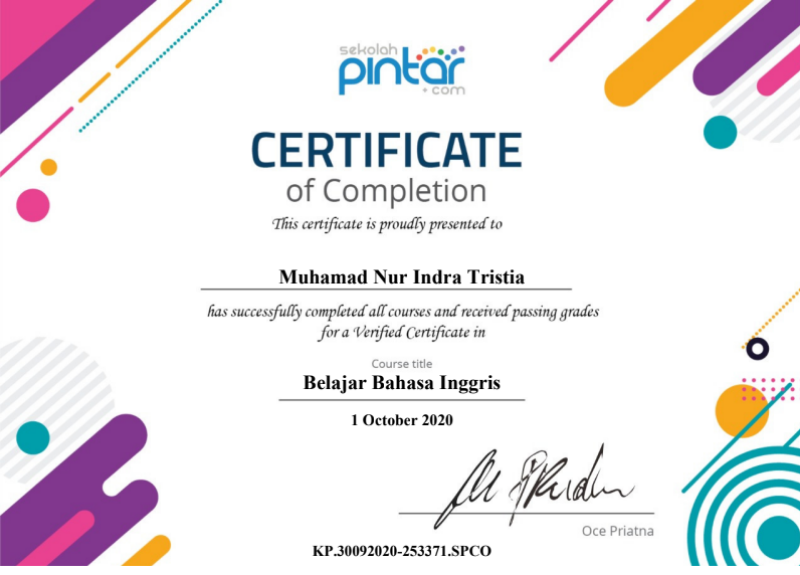 sekolah
pintar
.com
CERTIFICATE
of Completion
This certificate is proudly presented to
Muhamad Nur Indra Tristia
has successfully completed all courses and received passing grades
for a Verified Certificate in
Course title
Belajar Bahasa Inggris
1 October 2020
Oce Priatna
KP.30092020-253371.SPCO